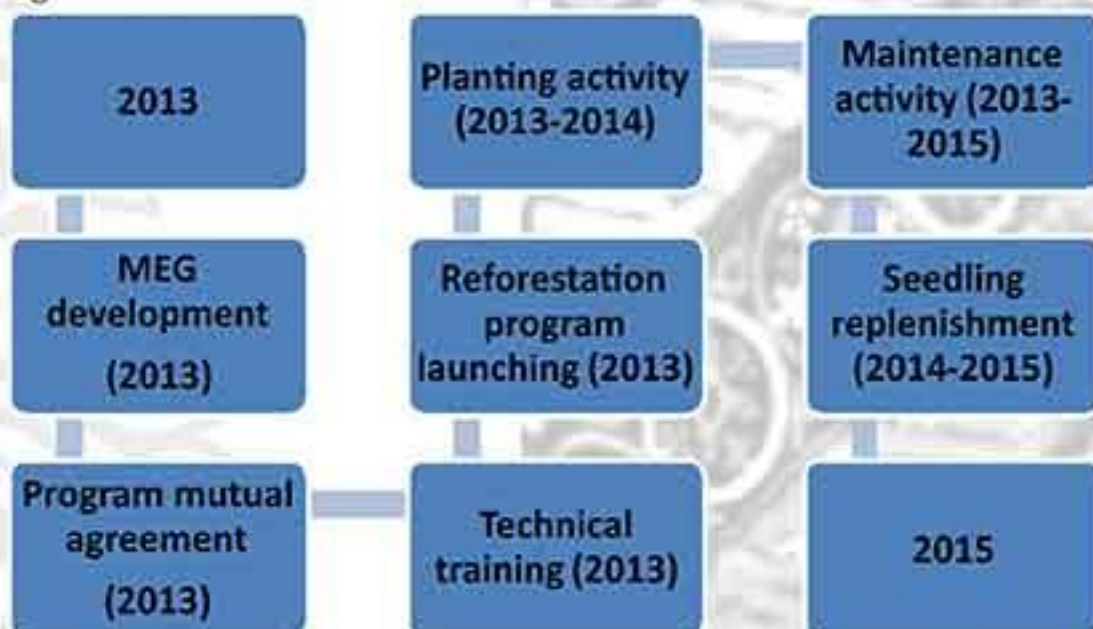 2013
MEG
development
(2013)
Program mutual
agreement
(2013)
Technical
training (2013)
Reforestation
program
launching (2013)
Planting activity
(2013-2014)
Maintenance
activity (2013-
2015)
Seedling
replenishment
(2014-2015)
2015